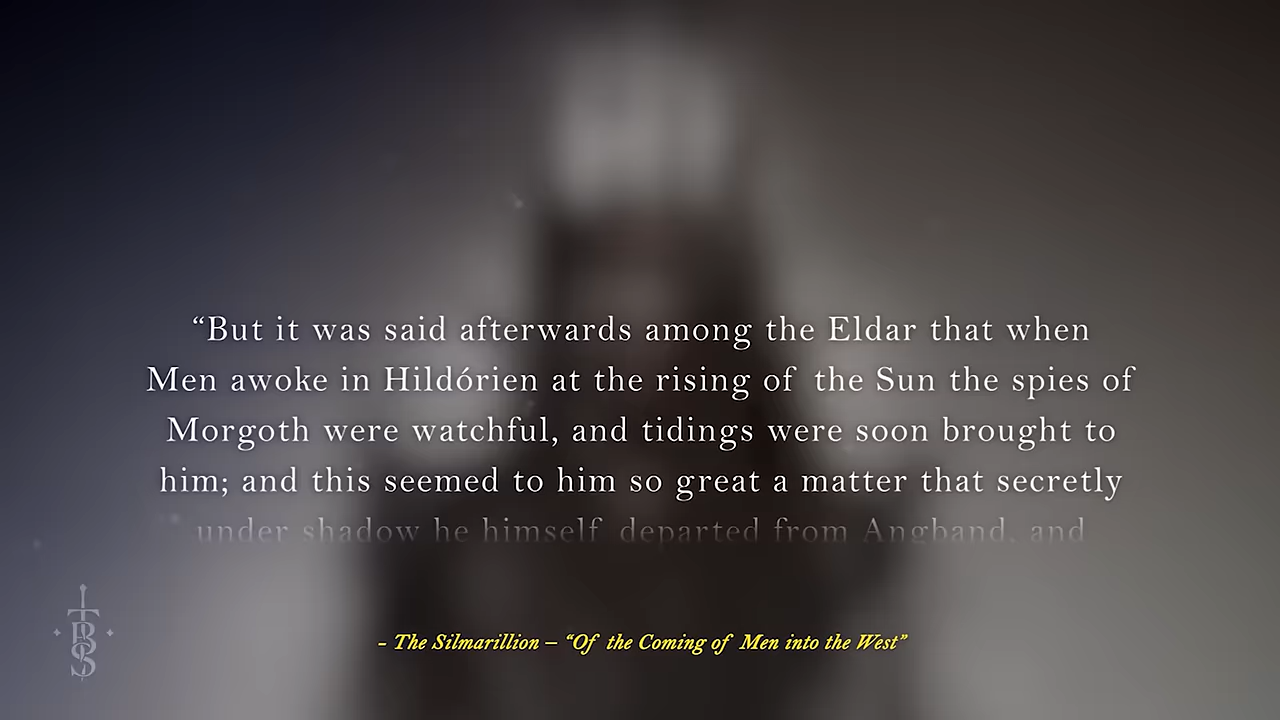 “But it was said afterwards among the Eldar that when
Men awoke in Hildórien at the rising of the Sun the spies of
Morgoth were watchful, and tidings were soon brought to
him; and this seemed to him so great a matter that secretly
under shadow he himself departed from Angband, and
- The Silmarillion – “Of the Coming of Men into the West”
TBS